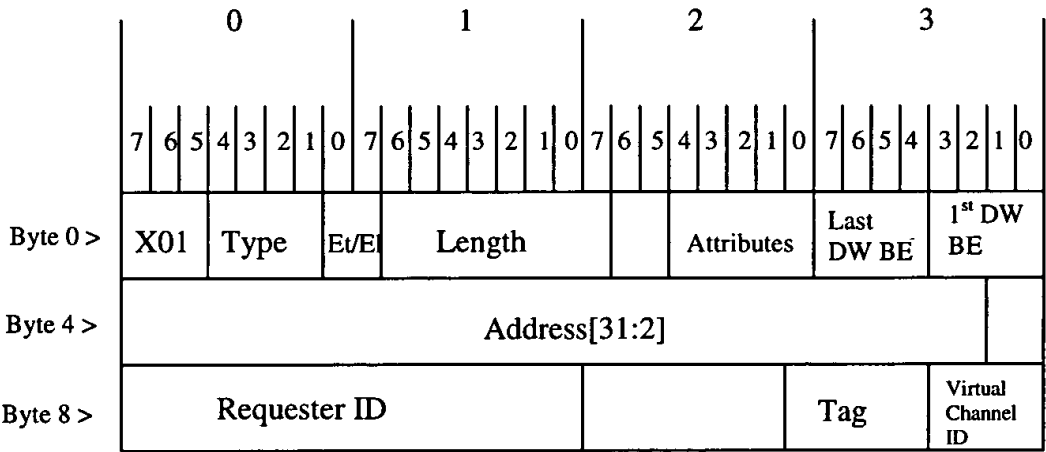 0 1 2 3
7 6 5 4 3 2 1 0 7 6 5 4 3 2 1 0 7 6 5 4 3 2 1 0 7 6 5 4 3 2 1 0
Byte 0 > X01 Type Et/El Length Attributes Last DW BE 1st DW BE
Byte 4 > Address[31:2]
Byte 8 > Requester ID Tag Virtual Channel ID